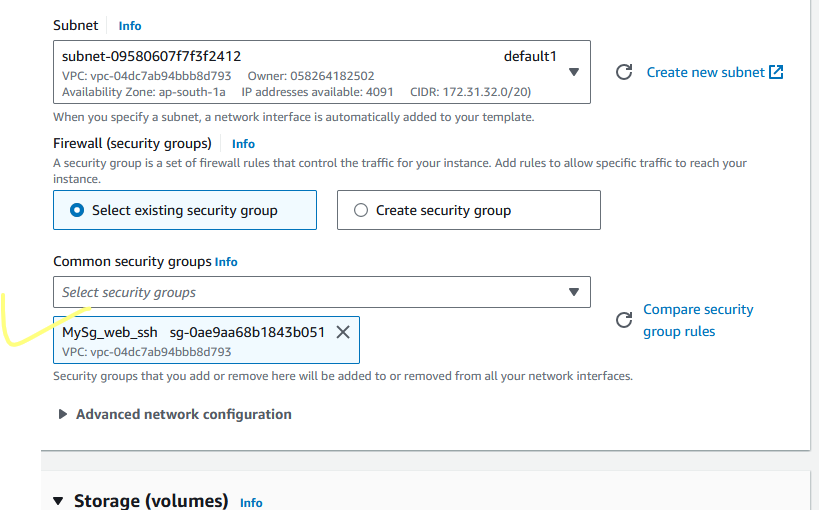 Subnet Info
subnet-09580607f7f3f2412 default1
VPC: vpc-04dc7ab94bbb8d793 Owner: 058264182502
Availability Zone: ap-south-1a IP addresses available: 4091 CIDR: 172.31.32.0/20)
Create new subnet
When you specify a subnet, a network interface is automatically added to your template.
Firewall (security groups) Info
A security group is a set of firewall rules that control the traffic for your instance. Add rules to allow specific traffic to reach your
instance.
Select existing security group
Create security group
Common security groups Info
Select security groups
MySg_web_ssh sg-0ae9aa68b1843b051
VPC: vpc-04dc7ab94bbb8d793
Compare security
group rules
Security groups that you add or remove here will be added to or removed from all your network interfaces.
Advanced network configuration
Storage (volumes) Info